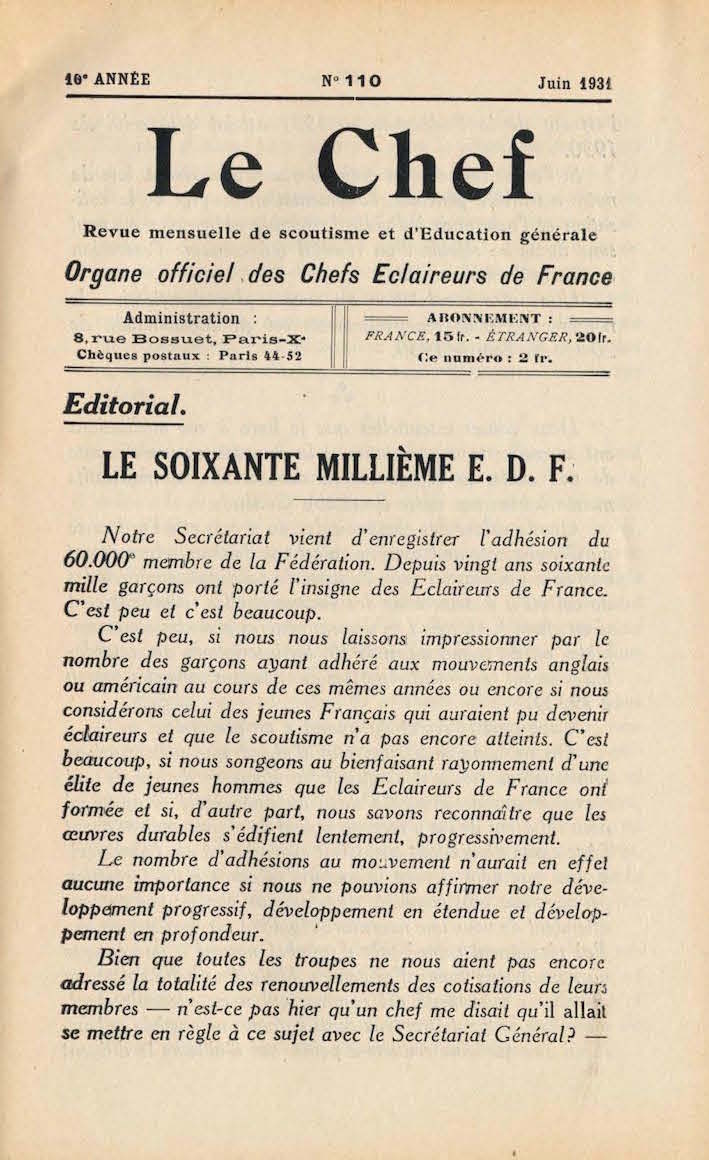 10e ANNÉE
No 110
Juin 1931
Le Chef
Revue mensuelle de scoutisme et d'Education générale
Organe officiel des Chefs Eclaireurs de France
Administration :
8, rue Bossuet, Paris-Xe
Chèques postaux : Paris 44-52
ABONNEMENT :
FRANCE, 15 fr. - ÉTRANGER, 20 fr.
Ce numéro : 2 fr.
Editorial.
LE SOIXANTE MILLIÈME E. D. F.
Notre Secrétariat vient d'enregistrer l'adhésion du
60.000e membre de la Fédération. Depuis vingt ans soixante
mille garçons ont porté l'insigne des Eclaireurs de France.
C'est peu et c'est beaucoup.
C'est peu, si nous nous laissons impressionner par le
nombre des garçons ayant adhéré aux mouvements anglais
ou américain au cours de ces mêmes années ou encore si nous
considérons celui des jeunes Français qui auraient pu devenir
éclaireurs et que le scoutisme n'a pas encore atteints. C'est
beaucoup, si nous songeons au bienfaisant rayonnement d'une
élite de jeunes hommes que les Eclaireurs de France ont
formée et si, d'autre part, nous savons reconnaître que les
œuvres durables s'édifient lentement, progressivement.
Le nombre d'adhésions au mouvement n'aurait en effet
aucune importance si nous ne pouvions affirmer notre déve-
loppement progressif, développement en étendue et dévelop-
pement en profondeur.
Bien que toutes les troupes ne nous aient pas encore
adressé la totalité des renouvellements des cotisations de leurs
membres — n'est-ce pas hier qu'un chef me disait qu'il allait
se mettre en règle à ce sujet avec le Secrétariat Général? —